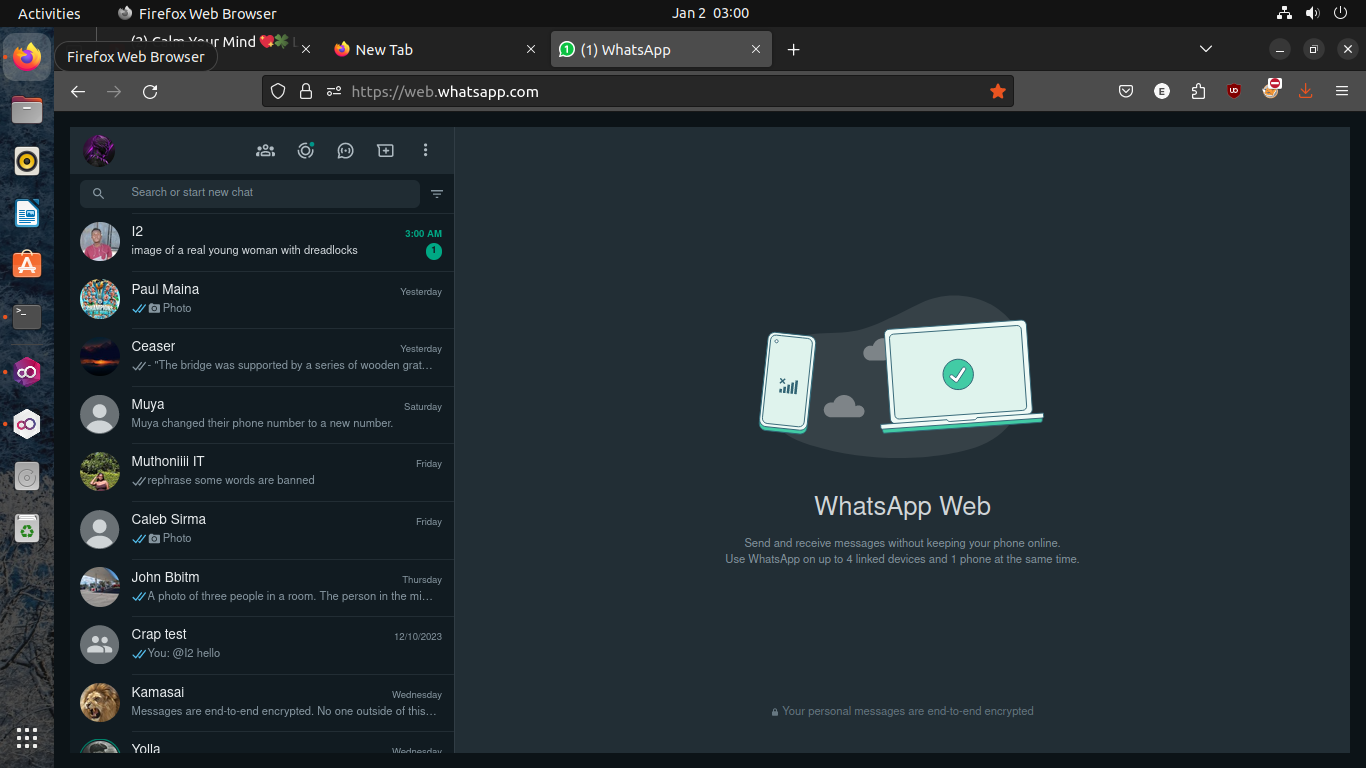 Activities
Firefox Web Browser
Jan 2 03:00
(2) Calm Your Mind 💖🍀
New Tab
(1) WhatsApp
Firefox Web Browser
https://web.whatsapp.com
Search or start new chat
I2
3:00 AM
image of a real young woman with dreadlocks
1
Paul Maina
Yesterday
Photo
Ceaser
Yesterday
- "The bridge was supported by a series of wooden grat…
Muya
Saturday
Muya changed their phone number to a new number.
Muthoniiii IT
Friday
rephrase some words are banned
Caleb Sirma
Friday
Photo
John Bbitm
Thursday
A photo of three people in a room. The person in the mi…
Crap test
12/10/2023
You: @I2 hello
Kamasai
Wednesday
Messages are end-to-end encrypted. No one outside of this…
Yolla
Wednesday
WhatsApp Web
Send and receive messages without keeping your phone online.
Use WhatsApp on up to 4 linked devices and 1 phone at the same time.
Your personal messages are end-to-end encrypted